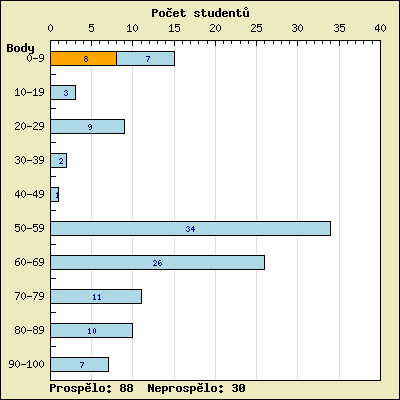 Počet studentů
0 5 10 15 20 25 30 35 40
Body
0-9 8 7
10-19 3
20-29 9
30-39 2
40-49 1
50-59 34
60-69 26
70-79 11
80-89 10
90-100 7
Prospělo: 88 Neprospělo: 30